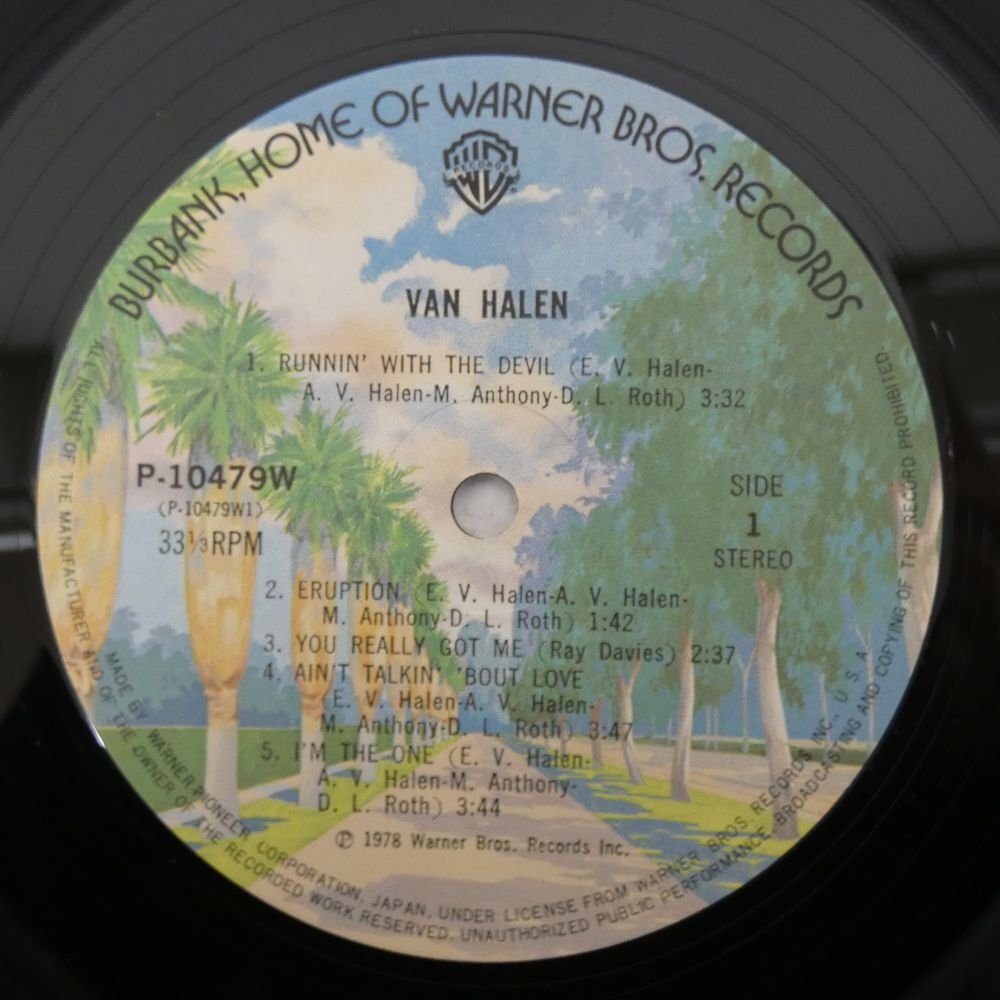 BURBANK, HOME OF WARNER BROS. RECORDS
WB
RECORDS
VAN HALEN
1. RUNNIN' WITH THE DEVIL (E. V. Halen-
A. V. Halen-M. Anthony-D. L. Roth) 3:32
P-10479W
(P-10479W1)
33⅓RPM
SIDE
1
STEREO
2. ERUPTION (E. V. Halen-A. V. Halen-
M. Anthony-D. L. Roth) 1:42
3. YOU REALLY GOT ME (Ray Davies) 2:37
4. AIN'T TALKIN' 'BOUT LOVE
(E. V. Halen-A. V. Halen-
M. Anthony-D. L. Roth) 3:47
5. I'M THE ONE (E. V. Halen-
A. V. Halen-M. Anthony-
D. L. Roth) 3:44
Ⓟ 1978 Warner Bros. Records Inc.
MADE BY WARNER-PIONEER CORPORATION, JAPAN, UNDER LICENSE FROM WARNER BROS. RECORDS INC., U. S. A.
ALL RIGHTS OF THE MANUFACTURER AND OF THE OWNER OF THE RECORDED WORK RESERVED. UNAUTHORIZED PUBLIC PERFORMANCE, BROADCASTING AND COPYING OF THIS RECORD PROHIBITED.